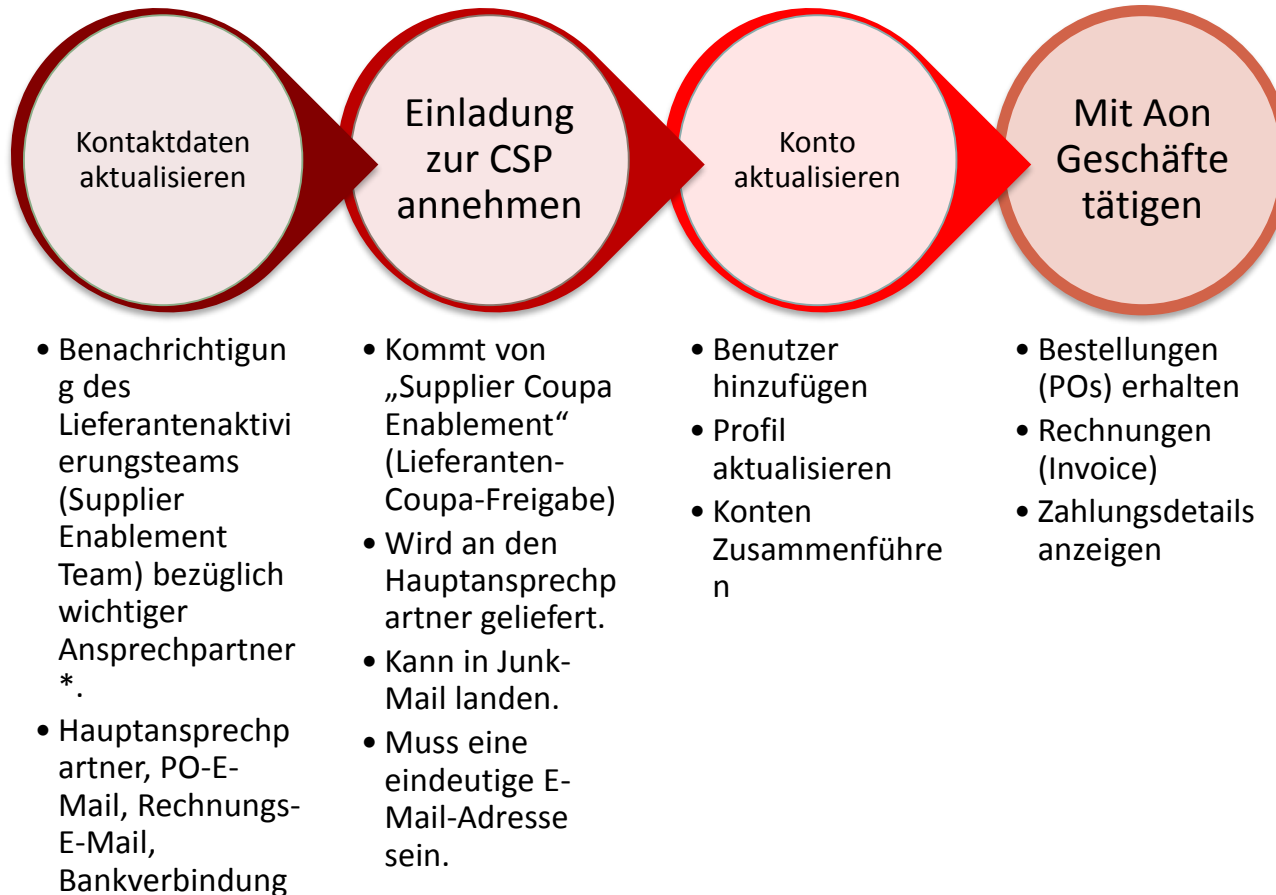 Kontaktdaten
aktualisieren
Einladung
zur CSP
annehmen
Konto
aktualisieren
Mit Aon
Geschäfte
tätigen
• Benachrichtigun
g des
Lieferantenaktivi
erungsteams
(Supplier
Enablement
Team) bezüglich
wichtiger
Ansprechpartner
*.
• Hauptansprechp
artner, PO-E-
Mail, Rechnungs-
E-Mail,
Bankverbindung
• Kommt von
„Supplier Coupa
Enablement“
(Lieferanten-
Coupa-Freigabe)
• Wird an den
Hauptansprechp
artner geliefert.
• Kann in Junk-
Mail landen.
• Muss eine
eindeutige E-
Mail-Adresse
sein.
• Benutzer
hinzufügen
• Profil
aktualisieren
• Konten
Zusammenführe
n
• Bestellungen
(POs) erhalten
• Rechnungen
(Invoice)
• Zahlungsdetails
anzeigen